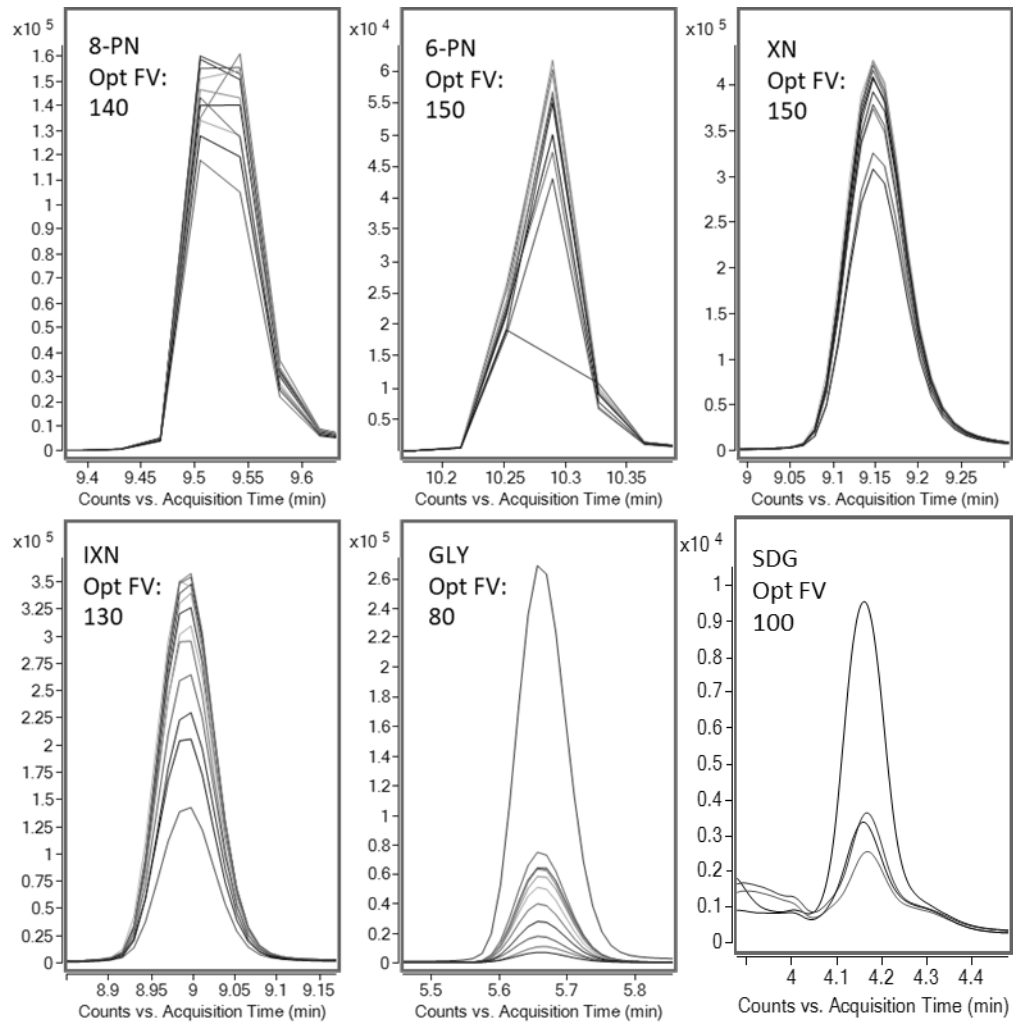 x10 5
8-PN
Opt FV:
140
1.6
1.5
1.4
1.3
1.2
1.1
1
0.9
0.8
0.7
0.6
0.5
0.4
0.3
0.2
0.1
0
9.4 9.45 9.5 9.55 9.6
Counts vs. Acquisition Time (min)
x10 4
6-PN
Opt FV:
150
6
5.5
5
4.5
4
3.5
3
2.5
2
1.5
1
0.5
10.2 10.25 10.3 10.35
Counts vs. Acquisition Time (min)
x10 5
XN
Opt FV:
150
4
3.5
3
2.5
2
1.5
1
0.5
0
9 9.05 9.1 9.15 9.2 9.25
Counts vs. Acquisition Time (min)
x10 5
IXN
Opt FV:
130
3.5
3.25
3
2.75
2.5
2.25
2
1.75
1.5
1.25
1
0.75
0.5
0.25
0
8.9 8.95 9 9.05 9.1 9.15
Counts vs. Acquisition Time (min)
x10 5
GLY
Opt FV:
80
2.6
2.4
2.2
2
1.8
1.6
1.4
1.2
1
0.8
0.6
0.4
0.2
0
5.5 5.6 5.7 5.8
Counts vs. Acquisition Time (min)
x10 4
SDG
Opt FV
100
1
0.9
0.8
0.7
0.6
0.5
0.4
0.3
0.2
0.1
0
4 4.1 4.2 4.3 4.4
Counts vs. Acquisition Time (min)